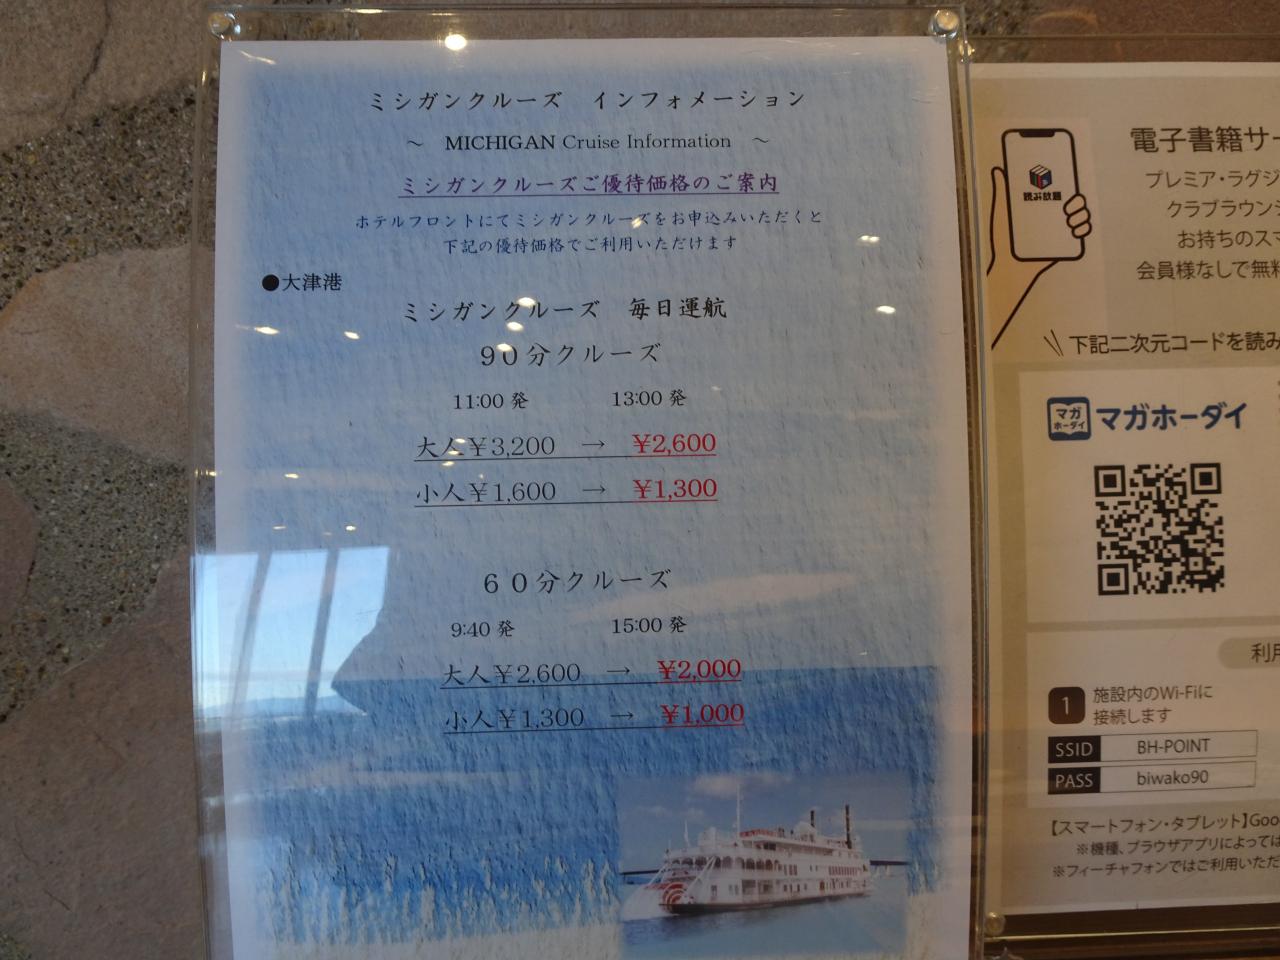 ミシガンクルーズ　インフォメーション
～　MICHIGAN Cruise Information　～
ミシガンクルーズご優待価格のご案内
ホテルフロントにてミシガンクルーズをお申込みいただくと
下記の優待価格でご利用いただけます
●大津港
ミシガンクルーズ　毎日運航
９０分クルーズ
11:00 発　13:00 発
大人￥3,200　→　¥2,600
小人￥1,600　→　¥1,300
６０分クルーズ
9:40 発　15:00 発
大人￥2,600　→　¥2,000
小人￥1,300　→　¥1,000
読み放題
電子書籍サー
プレミア・ラグジ
クラブラウンジ
お持ちのスマ
会員様なしで無料
下記二次元コードを読み
マガホーダイ
マガホーダイ
利用
1 施設内のWi-Fiに
接続します
SSID BH-POINT
PASS biwako90
【スマートフォン・タブレット】Goo
※機種、ブラウザアプリによっては
※フィーチャフォンではご利用いただ